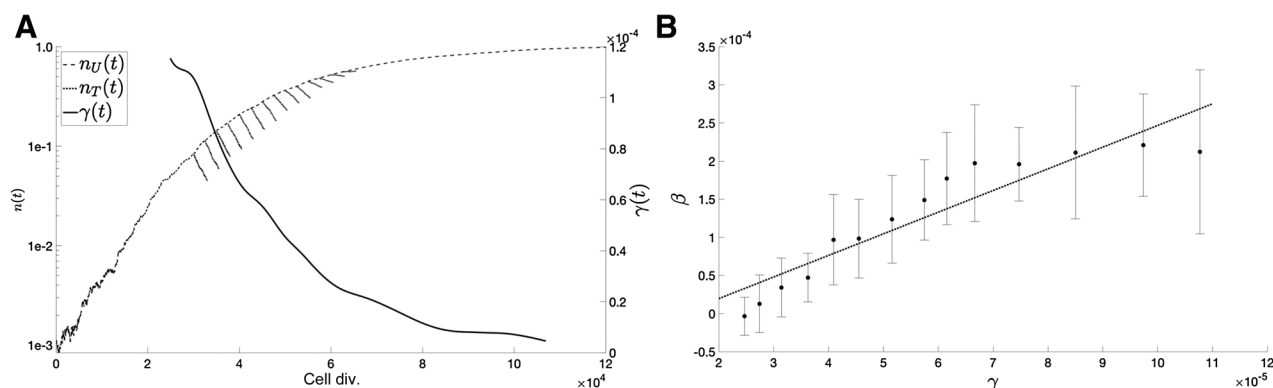 A
B
×10⁻⁴
1.0
1e-1
1e-2
1e-3
n(t)
n_U(t)
n_T(t)
γ(t)
1.2
1
0.8
0.6
0.4
0.2
0
γ(t)
0 2 4 6 8 10 12
Cell div.
×10⁴
×10⁻⁴
3.5
3
2.5
2
1.5
1
0.5
0
-0.5
β
2 3 4 5 6 7 8 9 10 11 12
γ
×10⁻⁵